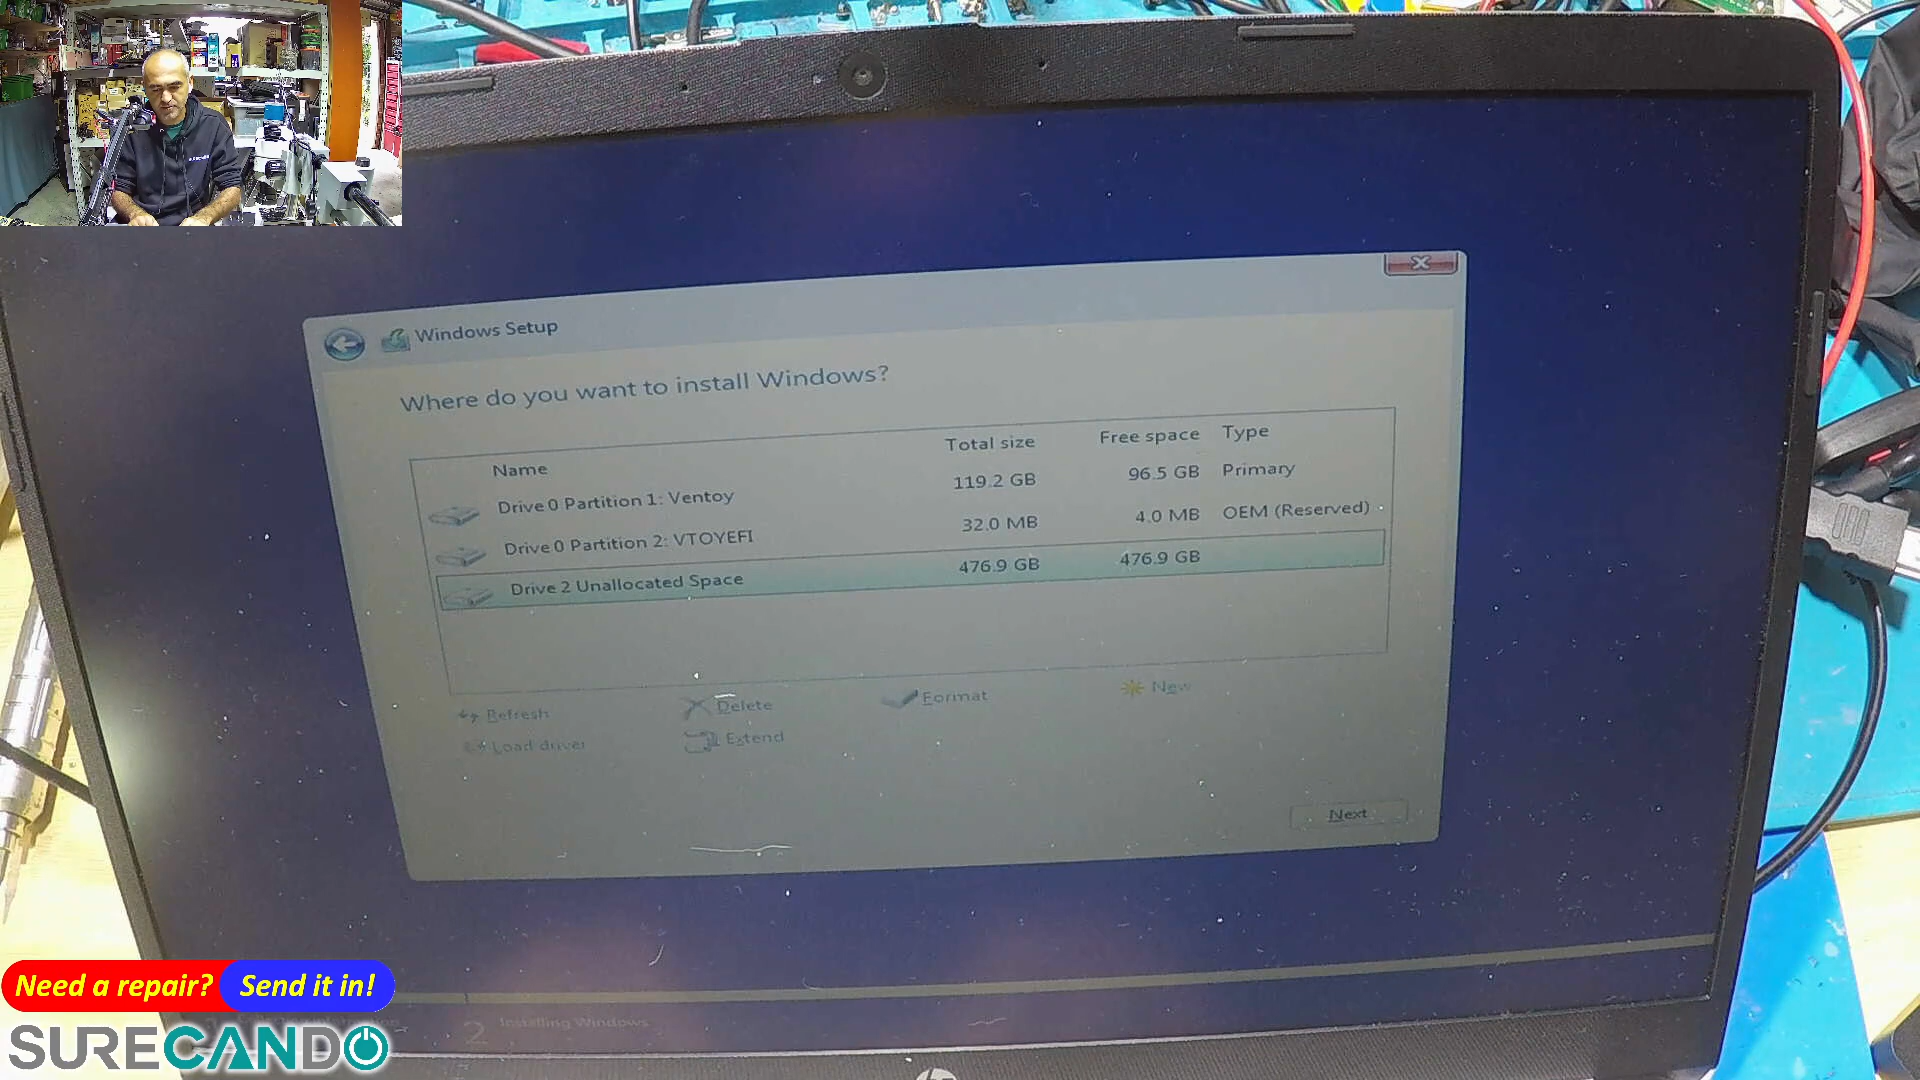 Windows Setup
Where do you want to install Windows?
Name Total size Free space Type
Drive 0 Partition 1: Ventoy 119.2 GB 96.5 GB Primary
Drive 0 Partition 2: VTOYEFI 32.0 MB 4.0 MB OEM (Reserved)
Drive 2 Unallocated Space 476.9 GB 476.9 GB
Refresh Delete Format New
Load driver Extend
Next
Need a repair? Send it in!
2 Installing Windows
SURECANDO
hp